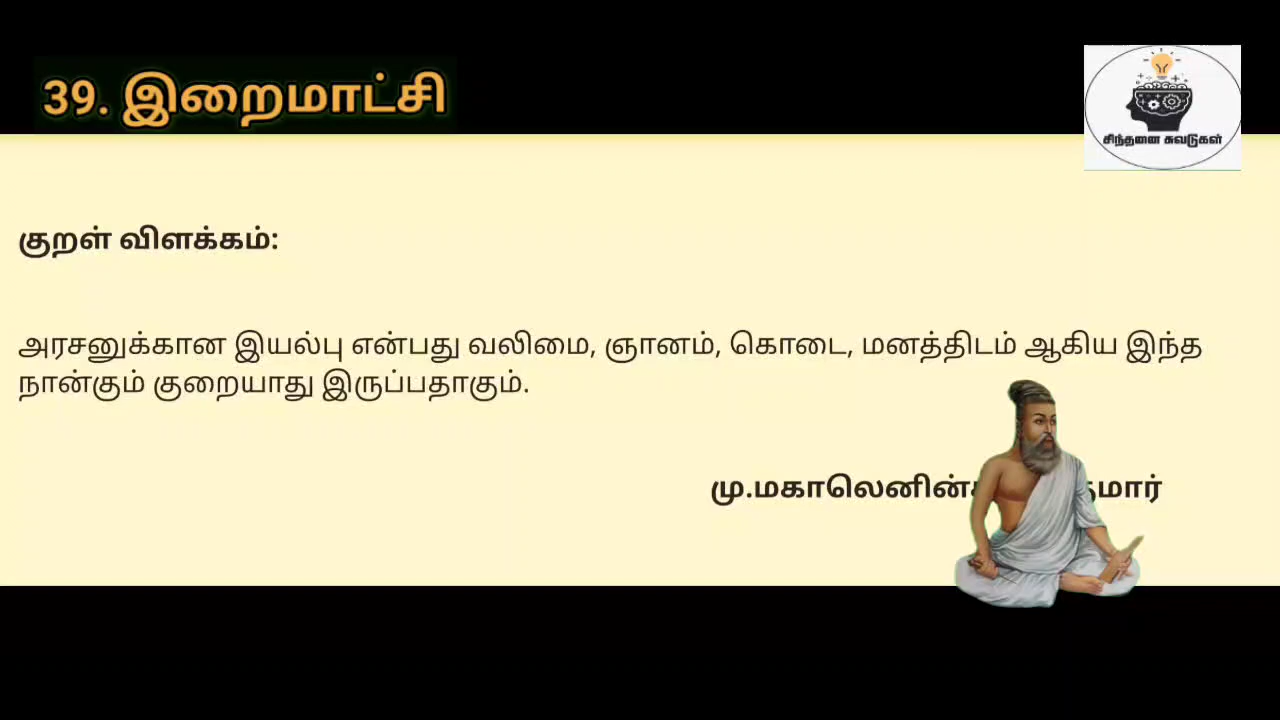 39. இறைமாட்சி
சிந்தனை சுவடுகள்
குறள் விளக்கம்:
அரசனுக்கான இயல்பு என்பது வலிமை, ஞானம், கொடை, மனத்திடம் ஆகிய இந்த
நான்கும் குறையாது இருப்பதாகும்.